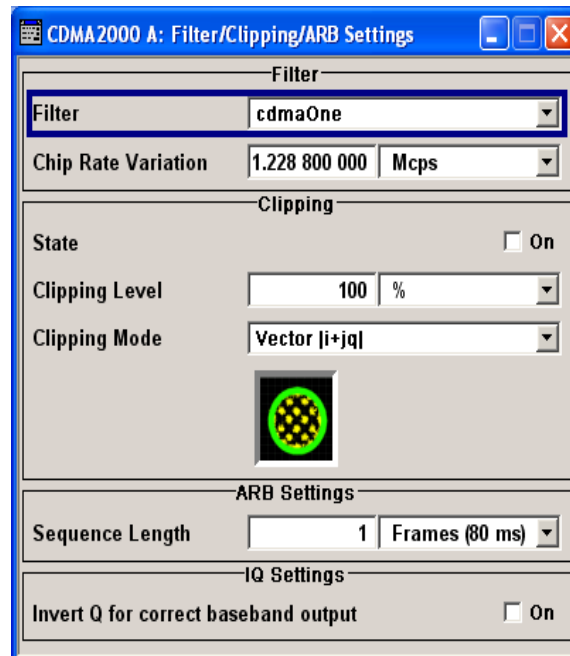 CDMA2000 A: Filter/Clipping/ARB Settings
Filter
Filter cdmaOne
Chip Rate Variation 1.228 800 000 Mcps
Clipping
State On
Clipping Level 100 %
Clipping Mode Vector |i+jq|
ARB Settings
Sequence Length 1 Frames (80 ms)
IQ Settings
Invert Q for correct baseband output On